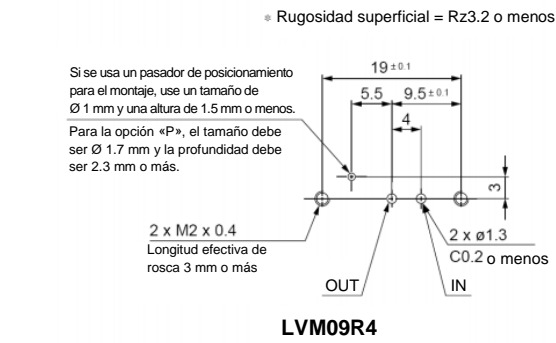 * Rugosidad superficial = Rz3.2 o menos
Si se usa un pasador de posicionamiento
para el montaje, use un tamaño de
Ø 1 mm y una altura de 1.5 mm o menos.
Para la opción «P», el tamaño debe
ser Ø 1.7 mm y la profundidad debe
ser 2.3 mm o más.
19 ±0.1
5.5
9.5 ±0.1
4
3
2 x M2 x 0.4
Longitud efectiva de
rosca 3 mm o más
2 x ø1.3
C0.2 o menos
OUT
IN
LVM09R4